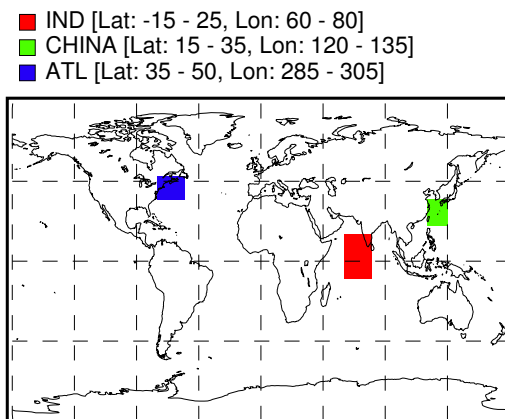 IND [Lat: -15 - 25, Lon: 60 - 80]
CHINA [Lat: 15 - 35, Lon: 120 - 135]
ATL [Lat: 35 - 50, Lon: 285 - 305]